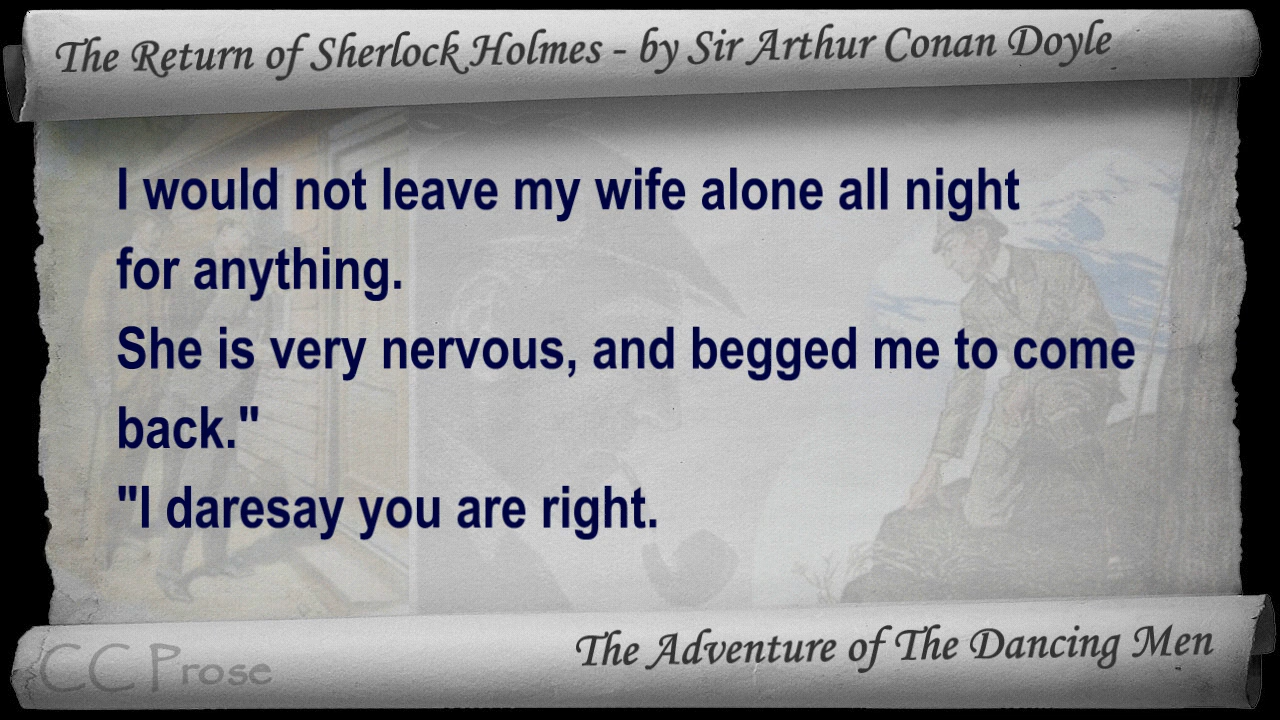 The Return of Sherlock Holmes - by Sir Arthur Conan Doyle
I would not leave my wife alone all night
for anything.
She is very nervous, and begged me to come
back."
"I daresay you are right.
The Adventure of The Dancing Men
CC Prose